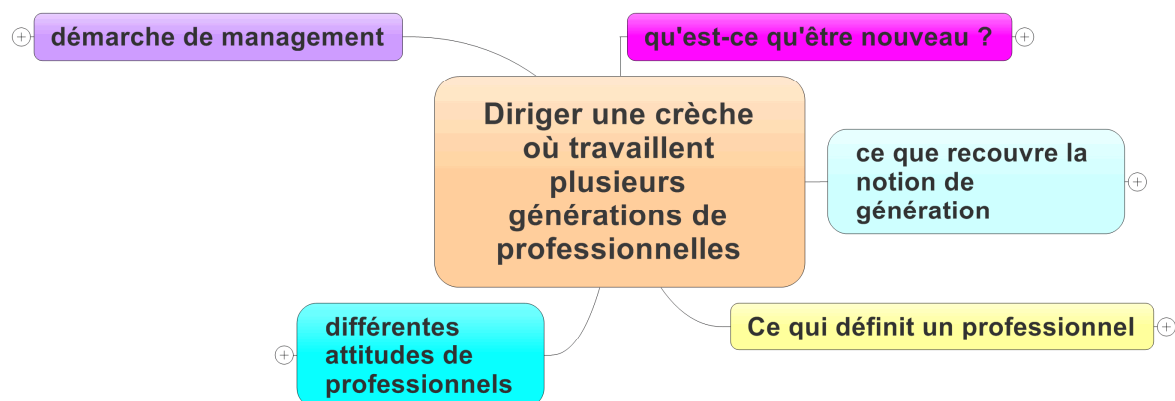 démarche de management
qu'est-ce qu'être nouveau ?
Diriger une crèche
où travaillent
plusieurs
générations de
professionnelles
ce que recouvre la
notion de
génération
différentes
attitudes de
professionnels
Ce qui définit un professionnel